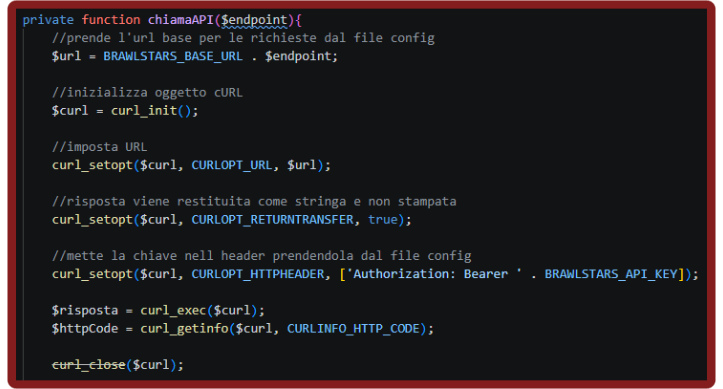 private function chiamaAPI($endpoint){
//prende l'url base per le richieste dal file config
$url = BRAWLSTARS_BASE_URL . $endpoint;
//inizializza oggetto cURL
$curl = curl_init();
//imposta URL
curl_setopt($curl, CURLOPT_URL, $url);
//risposta viene restituita come stringa e non stampata
curl_setopt($curl, CURLOPT_RETURNTRANSFER, true);
//mette la chiave nell header prendendola dal file config
curl_setopt($curl, CURLOPT_HTTPHEADER, ['Authorization: Bearer ' . BRAWLSTARS_API_KEY]);
$risposta = curl_exec($curl);
$httpCode = curl_getinfo($curl, CURLINFO_HTTP_CODE);
curl_close($curl);